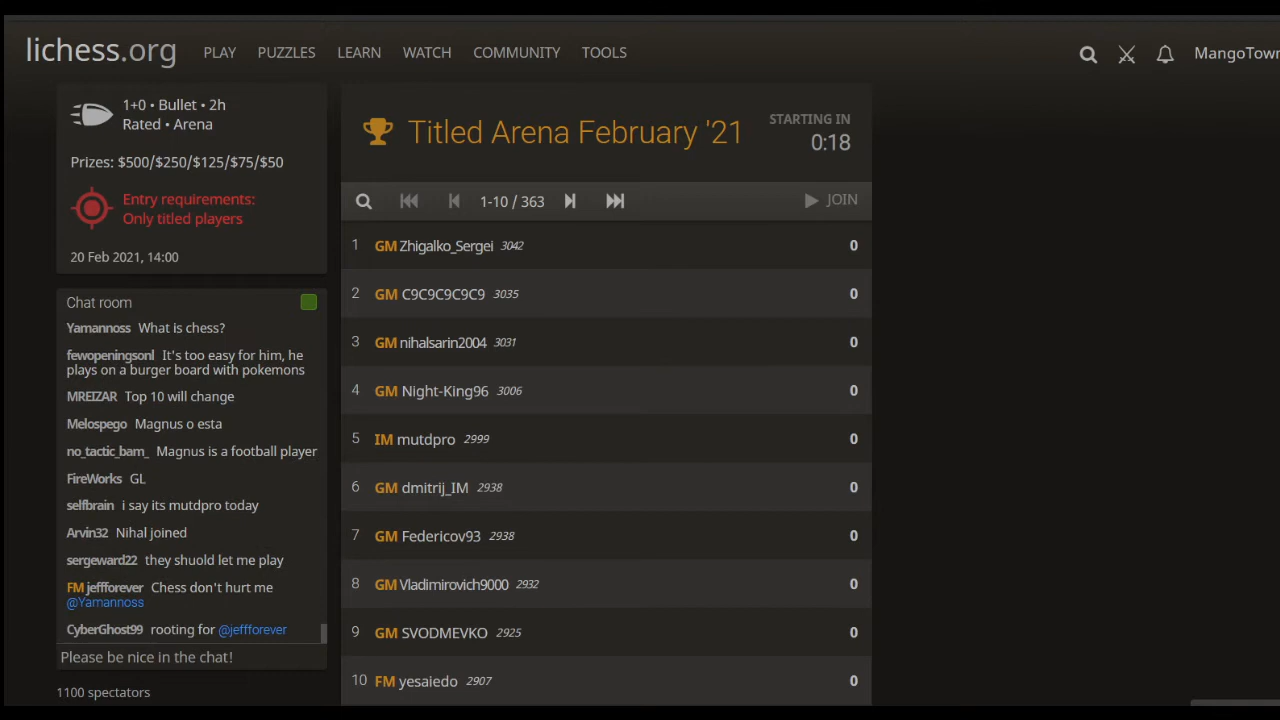 lichess.org PLAY PUZZLES LEARN WATCH COMMUNITY TOOLS MangoTown
1+0 • Bullet • 2h
Rated • Arena
Prizes: $500/$250/$125/$75/$50
Entry requirements:
Only titled players
20 Feb 2021, 14:00
Chat room
Yamannoss What is chess?
fewopeningsonl It's too easy for him, he
plays on a burger board with pokemons
MREIZAR Top 10 will change
Melospego Magnus o esta
no_tactic_bam_ Magnus is a football player
FireWorks GL
selfbrain i say its mutdpro today
Arvin32 Nihal joined
sergeward22 they shuold let me play
FM jeffforever Chess don't hurt me
@Yamannoss
CyberGhost99 rooting for @jeffforever
Please be nice in the chat!
1100 spectators
Titled Arena February '21
STARTING IN
0:18
1-10 / 363 JOIN
1 GM Zhigalko_Sergei 3042 0
2 GM C9C9C9C9C9 3035 0
3 GM nihalsarin2004 3031 0
4 GM Night-King96 3006 0
5 IM mutdpro 2999 0
6 GM dmitrij_IM 2938 0
7 GM Federicov93 2938 0
8 GM Vladimirovich9000 2932 0
9 GM SVODMEVKO 2925 0
10 FM yesaiedo 2907 0